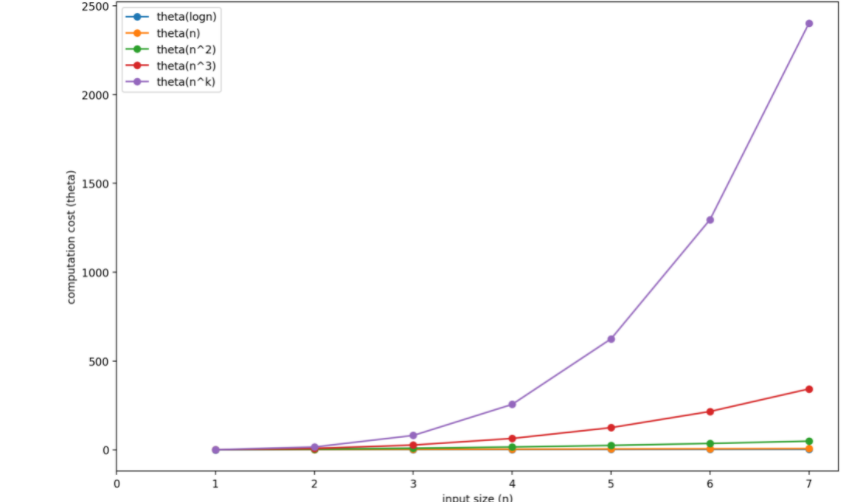 2500
theta(logn)
theta(n)
theta(n^2)
theta(n^3)
theta(n^k)
2000
1500
computation cost (theta)
1000
500
0
0 1 2 3 4 5 6 7
input size (n)